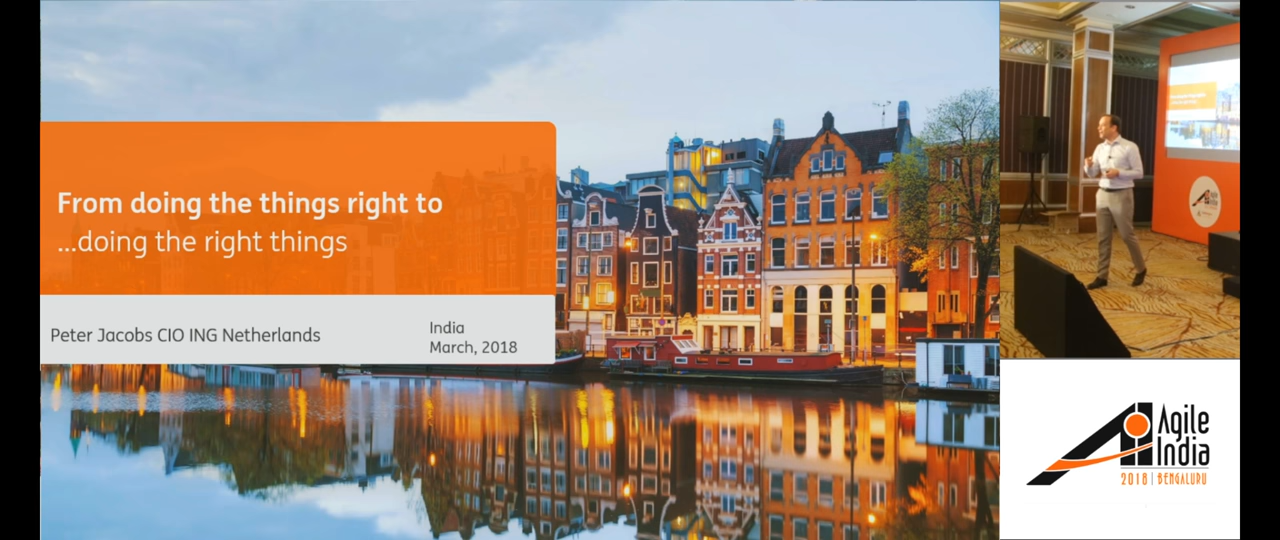 From doing the things right to
...doing the right things
Peter Jacobs CIO ING Netherlands
India
March, 2018
Agile
India
2018 | BENGALURU